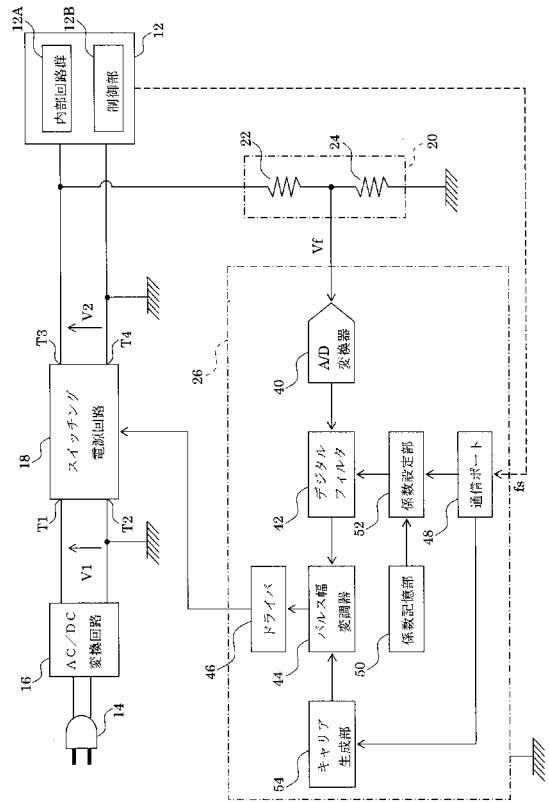 12A
12B
12
内部回路群
制御部
22
24
20
Vf
T3
V2
T4
18
スイッチング
電源回路
T1
V1
T2
16
AC/DC
変換回路
14
26
40
A/D
変換器
42
デジタル
フィルタ
52
係数設定部
48
通信ポート
fs
46
ドライバ
44
パルス幅
変調器
50
係数記憶部
54
キャリア
生成部